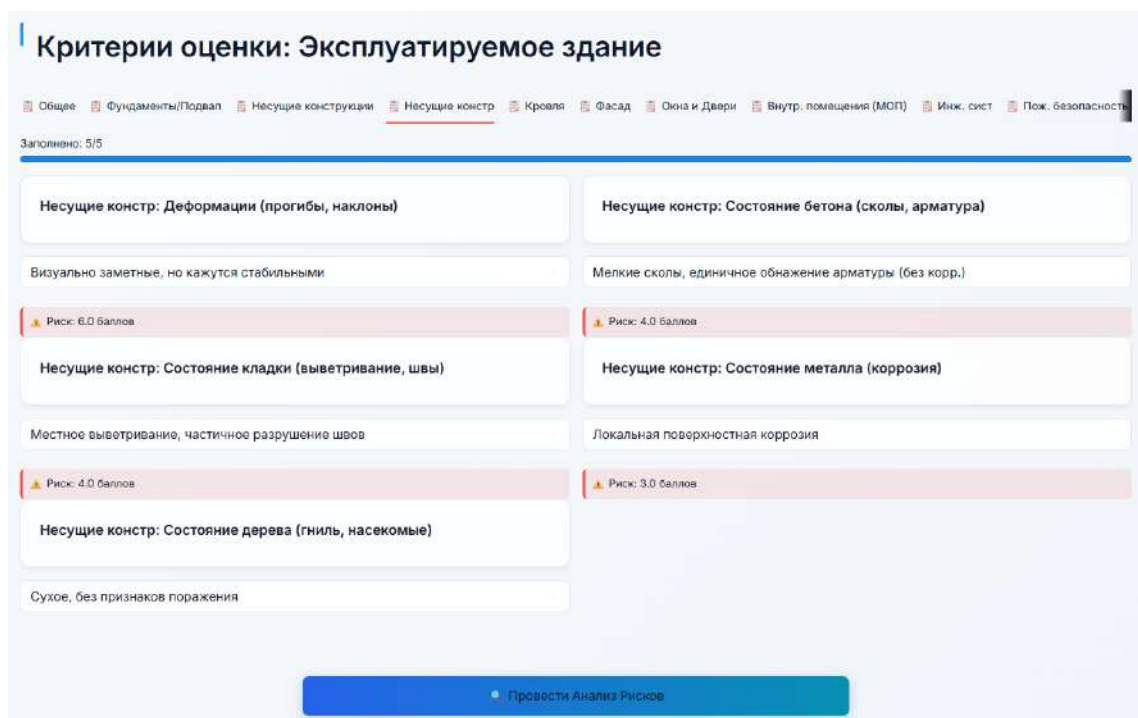 Критерии оценки: Эксплуатируемое здание
Общее Фундаменты/Подвал Несущие конструкции Несущие констр Кровля Фасад Окна и Двери Внутр. помещения (МОП) Инж. сист Пож. безопасность
Заполнено: 5/5
Несущие констр: Деформации (прогибы, наклоны)
Несущие констр: Состояние бетона (сколы, арматура)
Визуально заметные, но кажутся стабильными
Мелкие сколы, единичное обнажение арматуры (без корр.)
Риск: 6.0 баллов
Риск: 4.0 баллов
Несущие констр: Состояние кладки (выветривание, швы)
Несущие констр: Состояние металла (коррозия)
Местное выветривание, частичное разрушение швов
Локальная поверхностная коррозия
Риск: 4.0 баллов
Риск: 3.0 баллов
Несущие констр: Состояние дерева (гниль, насекомые)
Сухое, без признаков поражения
Провести Анализ Рисков